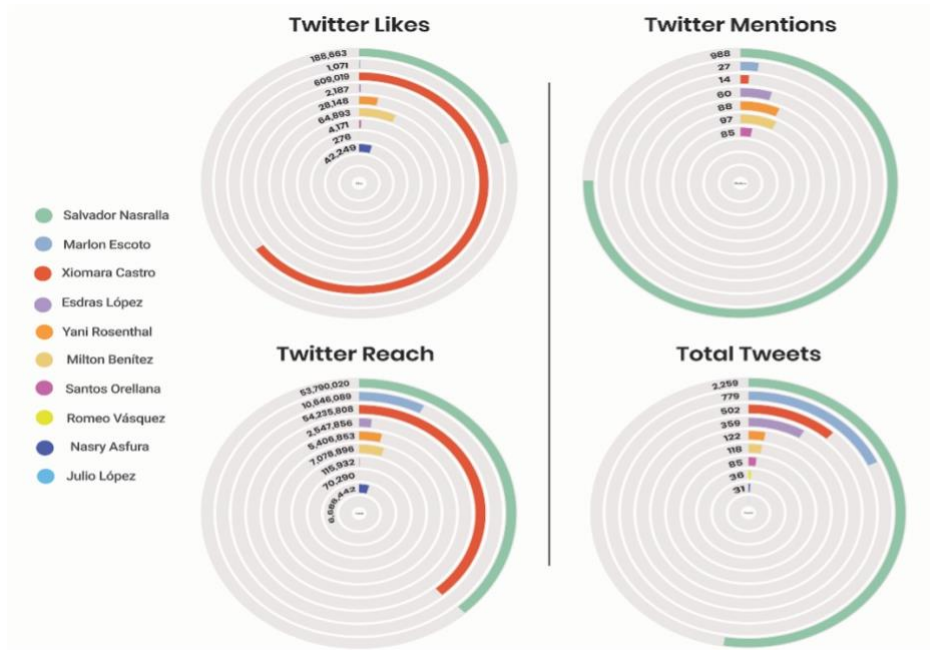 Twitter Likes
188,663
1,071
609,019
2,187
28,148
64,893
4,171
276
42,249
Twitter Mentions
988
27
14
60
88
97
85
Salvador Nasralla
Marlon Escoto
Xiomara Castro
Esdras López
Yani Rosenthal
Milton Benítez
Santos Orellana
Romeo Vásquez
Nasry Asfura
Julio López
Twitter Reach
53,790,020
10,646,089
54,235,808
2,547,856
5,406,853
7,078,896
115,932
70,290
6,688,442
Total Tweets
2,259
779
502
359
122
118
85
36
31